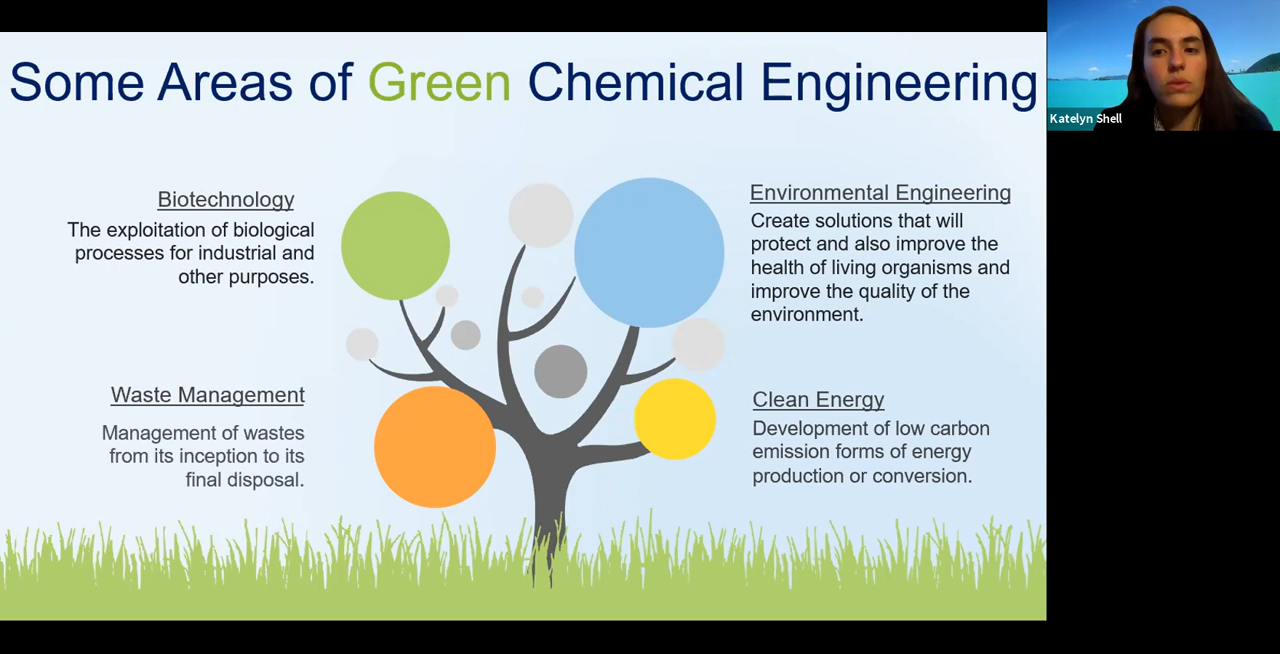 Some Areas of Green Chemical Engineering
Katelyn Shell
Biotechnology
The exploitation of biological
processes for industrial and
other purposes.
Environmental Engineering
Create solutions that will
protect and also improve the
health of living organisms and
improve the quality of the
environment.
Waste Management
Management of wastes
from its inception to its
final disposal.
Clean Energy
Development of low carbon
emission forms of energy
production or conversion.